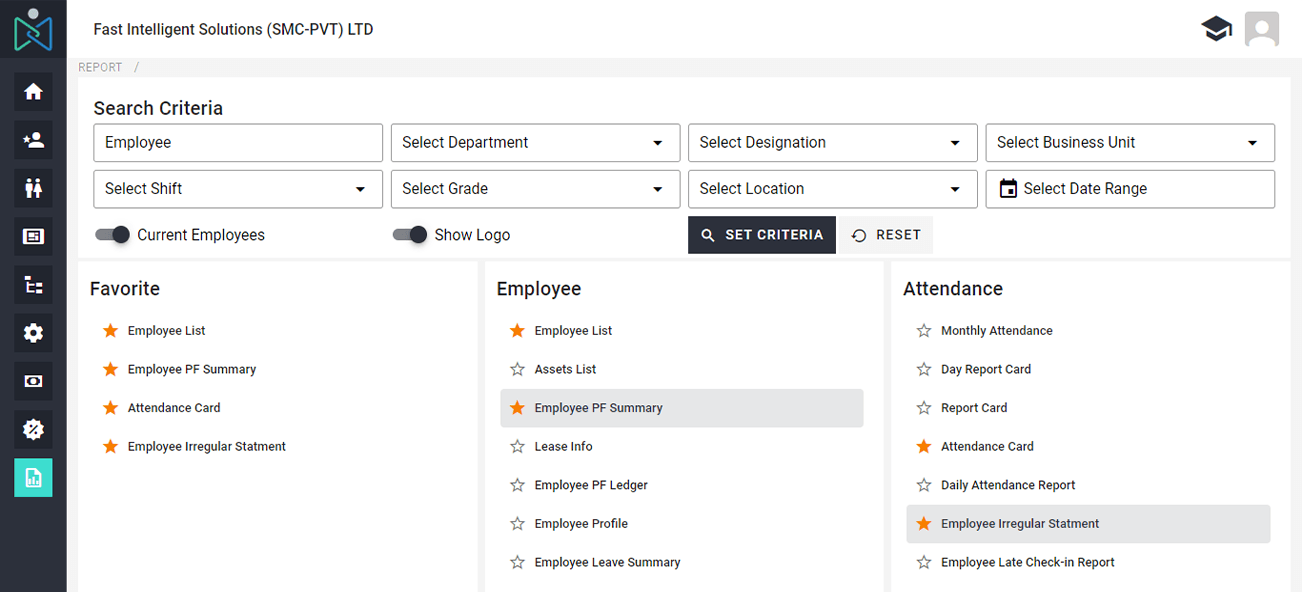 Fast Intelligent Solutions (SMC-PVT) LTD
REPORT /
Search Criteria
Employee
Select Department
Select Designation
Select Business Unit
Select Shift
Select Grade
Select Location
Select Date Range
Current Employees
Show Logo
SET CRITERIA
RESET
Favorite
Employee List
Employee PF Summary
Attendance Card
Employee Irregular Statment
Employee
Employee List
Assets List
Employee PF Summary
Lease Info
Employee PF Ledger
Employee Profile
Employee Leave Summary
Attendance
Monthly Attendance
Day Report Card
Report Card
Attendance Card
Daily Attendance Report
Employee Irregular Statment
Employee Late Check-in Report